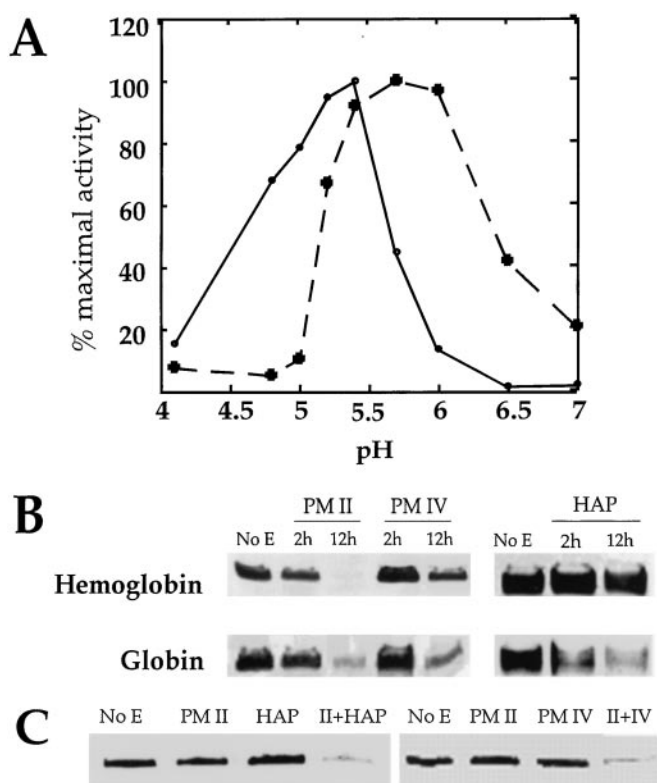 A
120
100
80
60
40
20
% maximal activity
4 4.5 5 5.5 6 6.5 7
pH
B
PM II PM IV HAP
No E 2h 12h 2h 12h No E 2h 12h
Hemoglobin
Globin
C
No E PM II HAP II+HAP No E PM II PM IV II+IV